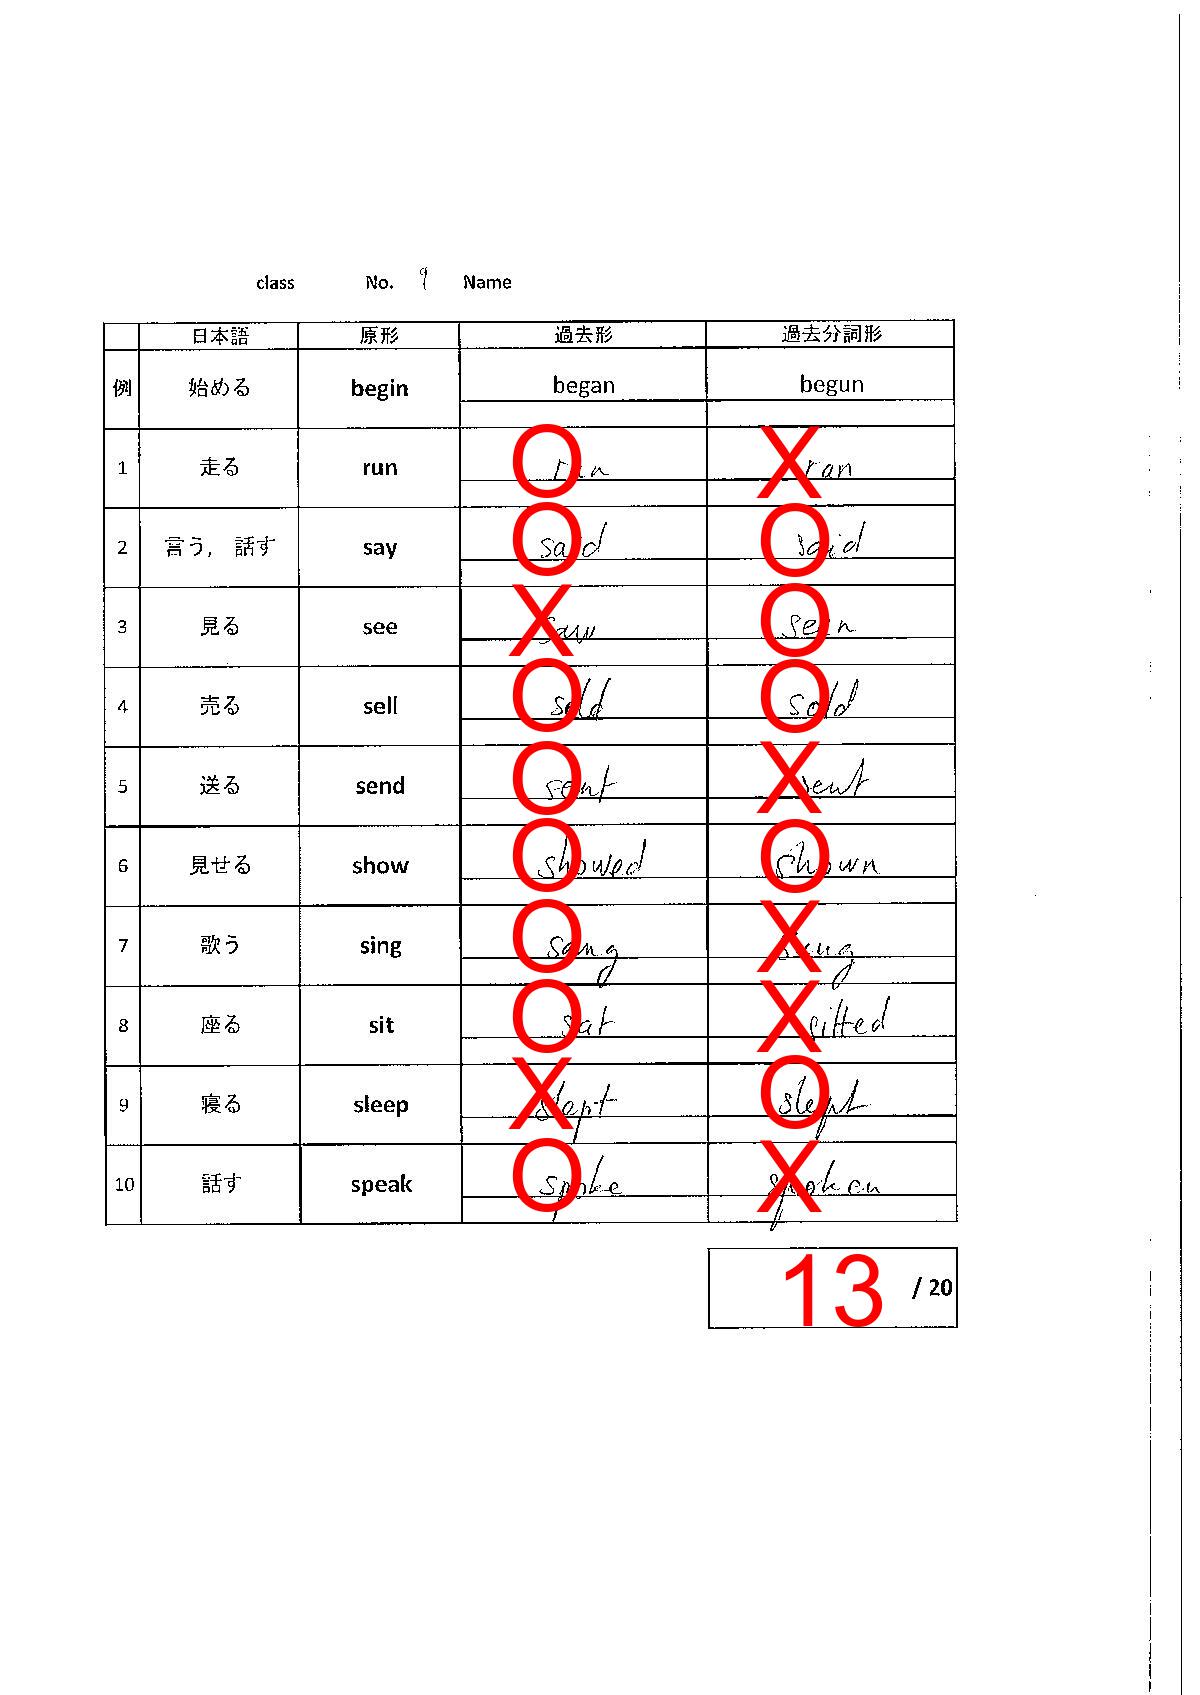 class No. 9 Name
日本語 原形 過去形 過去分詞形
例 始める begin began begun
1 走る run O X ran
2 言う, 話す say O said O said
3 見る see X saw O seen
4 売る sell O O sold
5 送る send O sent X sent
6 見せる show O showed O shown
7 歌う sing O sang X
8 座る sit O sat X sitted
9 寝る sleep X slapt O slept
10 話す speak O spoke X spoken
13 / 20